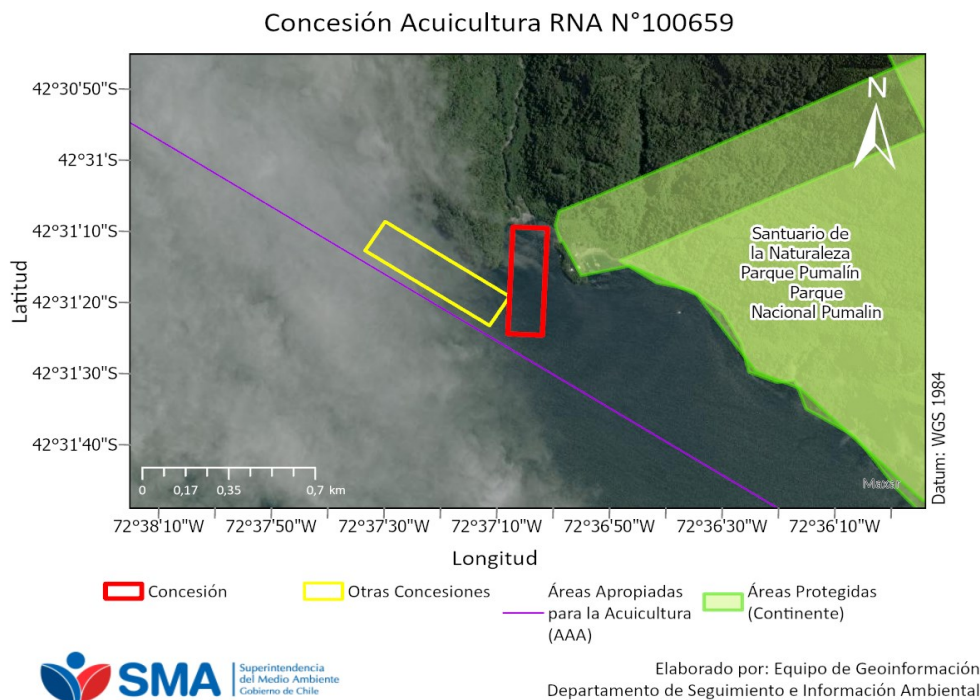 Concesión Acuicultura RNA N°100659
42°30'50"S
42°31'S
42°31'10"S
42°31'20"S
42°31'30"S
42°31'40"S
Latitud
N
Santuario de
la Naturaleza
Parque Pumalín
Parque
Nacional Pumalin
Datum: WGS 1984
Maxar
0 0,17 0,35 0,7 km
72°38'10"W 72°37'50"W 72°37'30"W 72°37'10"W 72°36'50"W 72°36'30"W 72°36'10"W
Longitud
Concesión
Otras Concesiones
Áreas Apropiadas
para la Acuicultura
(AAA)
Áreas Protegidas
(Continente)
SMA
Superintendencia
del Medio Ambiente
Gobierno de Chile
Elaborado por: Equipo de Geoinformación
Departamento de Seguimiento e Información Ambiental